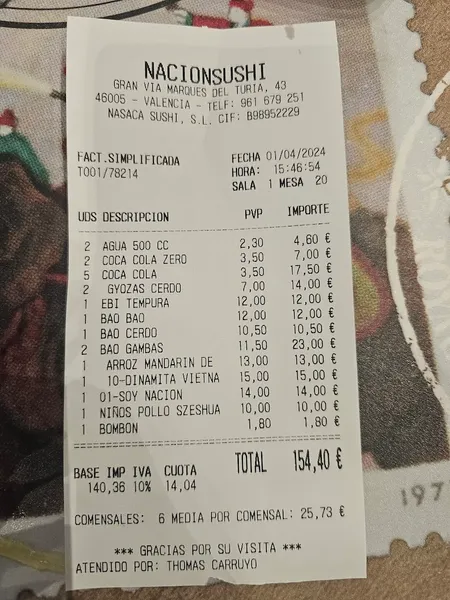 NACIONSUSHI
GRAN VIA MARQUES DEL TURIA, 43
46005 - VALENCIA - TELF: 961 679 251
NASACA SUSHI, S.L. CIF: B98952229
FACT.SIMPLIFICADA FECHA 01/04/2024
T001/78214 HORA: 15:46:54
SALA 1 MESA 20
UDS DESCRIPCION PVP IMPORTE
2 AGUA 500 CC 2,30 4,60 €
2 COCA COLA ZERO 3,50 7,00 €
5 COCA COLA 3,50 17,50 €
2 GYOZAS CERDO 7,00 14,00 €
1 EBI TEMPURA 12,00 12,00 €
1 BAO BAO 12,00 12,00 €
1 BAO CERDO 10,50 10,50 €
2 BAO GAMBAS 11,50 23,00 €
1 ARROZ MANDARIN DE 13,00 13,00 €
1 10-DINAMITA VIETNA 15,00 15,00 €
1 01-SOY NACION 14,00 14,00 €
1 NIÑOS POLLO SZESHUA 10,00 10,00 €
1 BOMBON 1,80 1,80 €
BASE IMP IVA CUOTA TOTAL 154,40 €
140,36 10% 14,04
COMENSALES: 6 MEDIA POR COMENSAL: 25,73 €
*** GRACIAS POR SU VISITA ***
ATENDIDO POR: THOMAS CARRUYO
197